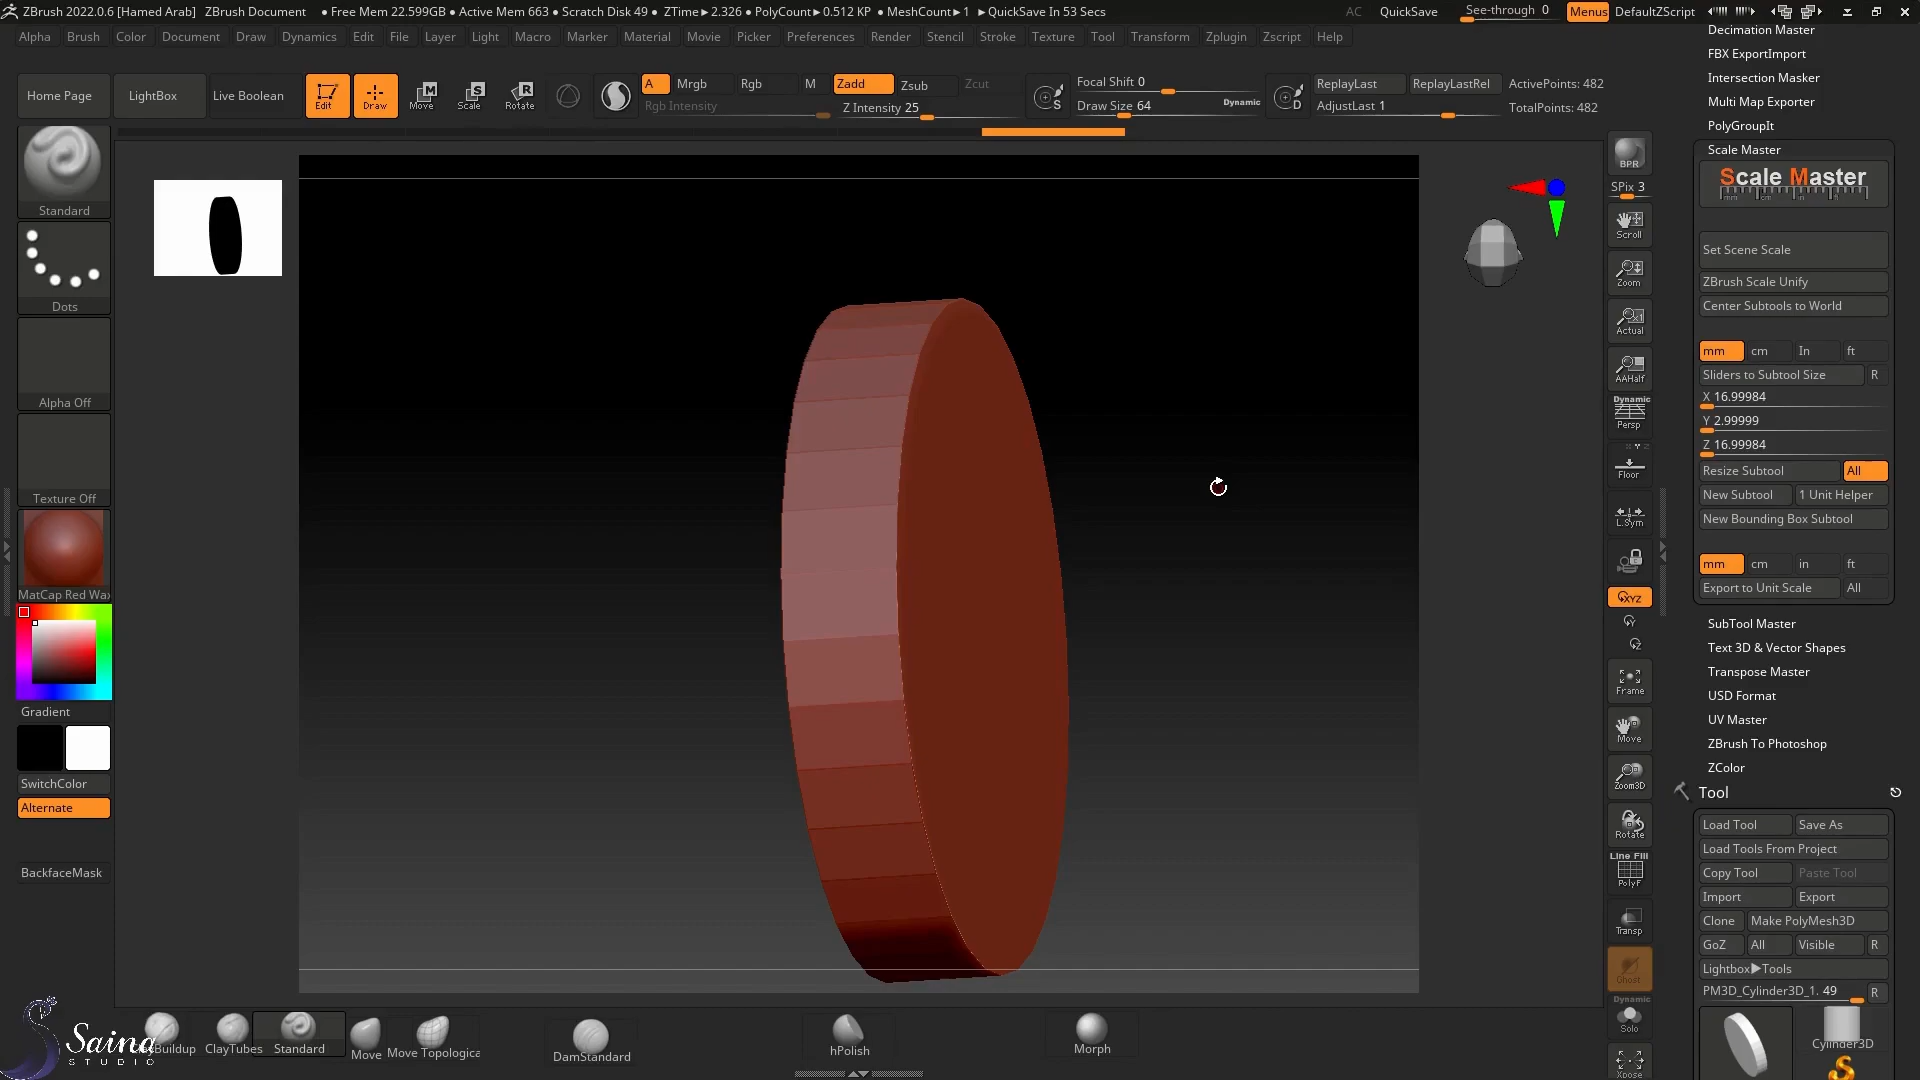 ZBrush 2022.0.6 [Hamed Arab] ZBrush Document • Free Mem 22.599GB • Active Mem 663 • Scratch Disk 49 • ZTime►2.326 • PolyCount►0.512 KP • MeshCount►1 ►QuickSave In 53 Secs AC QuickSave See-through 0 Menus DefaultZScript
Alpha Brush Color Document Draw Dynamics Edit File Layer Light Macro Marker Material Movie Picker Preferences Render Stencil Stroke Texture Tool Transform Zplugin Zscript Help
Home Page LightBox Live Boolean Edit Draw Move Scale Rotate
A Mrgb Rgb M Zadd Zsub Zcut
Rgb Intensity Z Intensity 25
S Focal Shift 0
Draw Size 64 Dynamic
D ReplayLast ReplayLastRel ActivePoints: 482
AdjustLast 1 TotalPoints: 482
Standard
Dots
Alpha Off
Texture Off
MatCap Red Wax
Gradient
SwitchColor
Alternate
BackfaceMask
BPR
SPix 3
Scroll
Zoom
Actual
AAHalf
Dynamic
Persp
Floor
L.Sym
XYZ
Y
Z
Frame
Move
Zoom3D
Rotate
Line Fill
PolyF
Transp
Ghost
Dynamic
Solo
Xpose
Decimation Master
FBX ExportImport
Intersection Masker
Multi Map Exporter
PolyGroupIt
Scale Master
Scale Master
mm cm in ft
Set Scene Scale
ZBrush Scale Unify
Center Subtools to World
mm cm In ft
Sliders to Subtool Size R
X 16.99984
Y 2.99999
Z 16.99984
Resize Subtool All
New Subtool 1 Unit Helper
New Bounding Box Subtool
mm cm in ft
Export to Unit Scale All
SubTool Master
Text 3D & Vector Shapes
Transpose Master
USD Format
UV Master
ZBrush To Photoshop
ZColor
Tool
Load Tool Save As
Load Tools From Project
Copy Tool Paste Tool
Import Export
Clone Make PolyMesh3D
GoZ All Visible R
Lightbox►Tools
PM3D_Cylinder3D_1. 49 R
Cylinder3D
Saina
STUDIO
ClayBuildup ClayTubes Standard Move Move Topologica DamStandard hPolish Morph